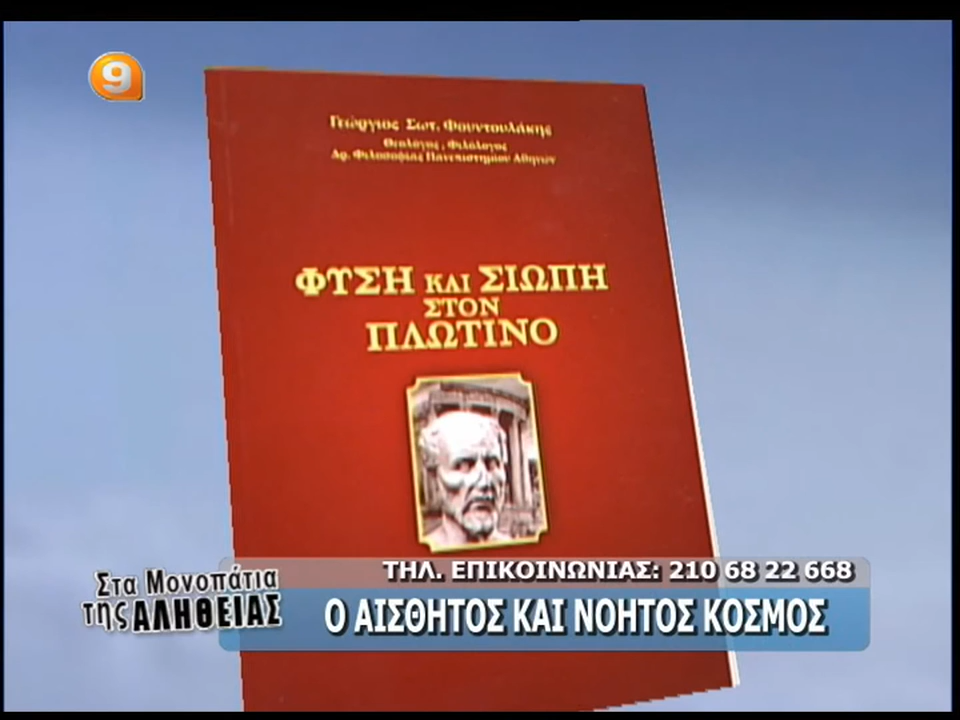 9
Γεώργιος Σωτ. Φουντουλάκης
Θεολόγος, Φιλόλογος
Δρ. Φιλοσοφίας Πανεπιστημίου Αθηνών
ΦΥΣΗ ΚΑΙ ΣΙΩΠΗ
ΣΤΟΝ
ΠΛΩΤΙΝΟ
ΤΗΛ. ΕΠΙΚΟΙΝΩΝΙΑΣ: 210 68 22 668
Στα Μονοπάτια
της ΑΛΗΘΕΙΑΣ
Ο ΑΙΣΘΗΤΟΣ ΚΑΙ ΝΟΗΤΟΣ ΚΟΣΜΟΣ